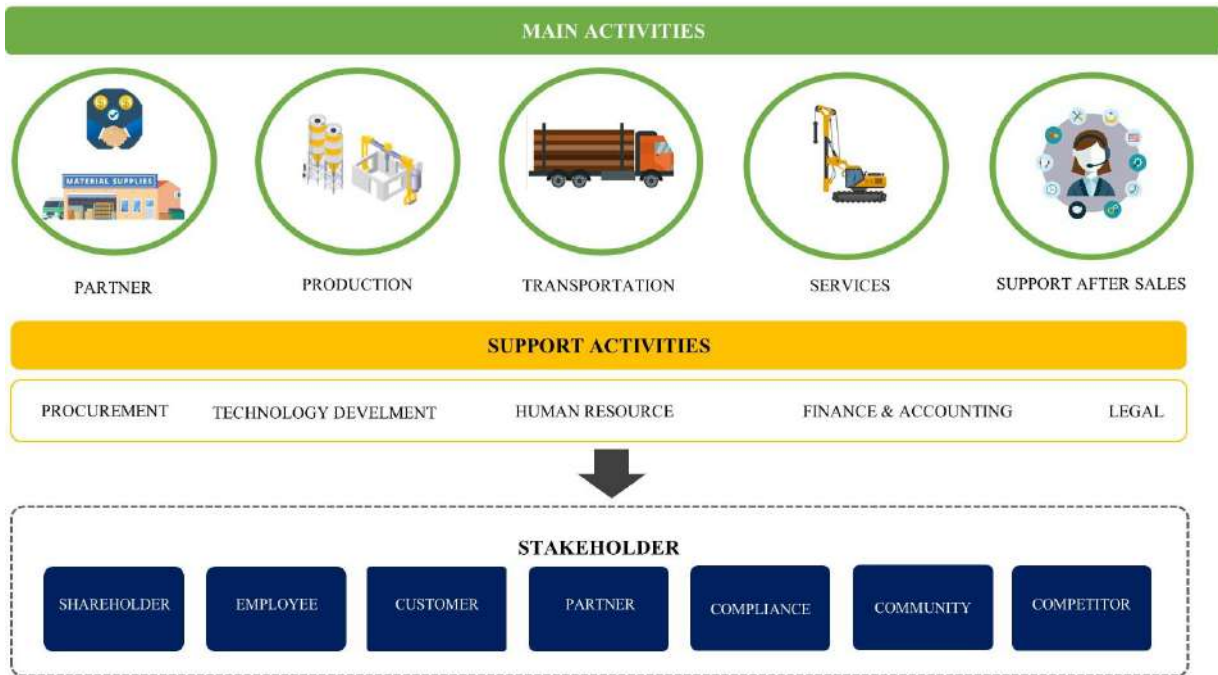 MAIN ACTIVITIES
MATERIAL SUPPLIES
PARTNER
PRODUCTION
TRANSPORTATION
SERVICES
SUPPORT AFTER SALES
SUPPORT ACTIVITIES
PROCUREMENT
TECHNOLOGY DEVELMENT
HUMAN RESOURCE
FINANCE & ACCOUNTING
LEGAL
STAKEHOLDER
SHAREHOLDER
EMPLOYEE
CUSTOMER
PARTNER
COMPLIANCE
COMMUNITY
COMPETITOR